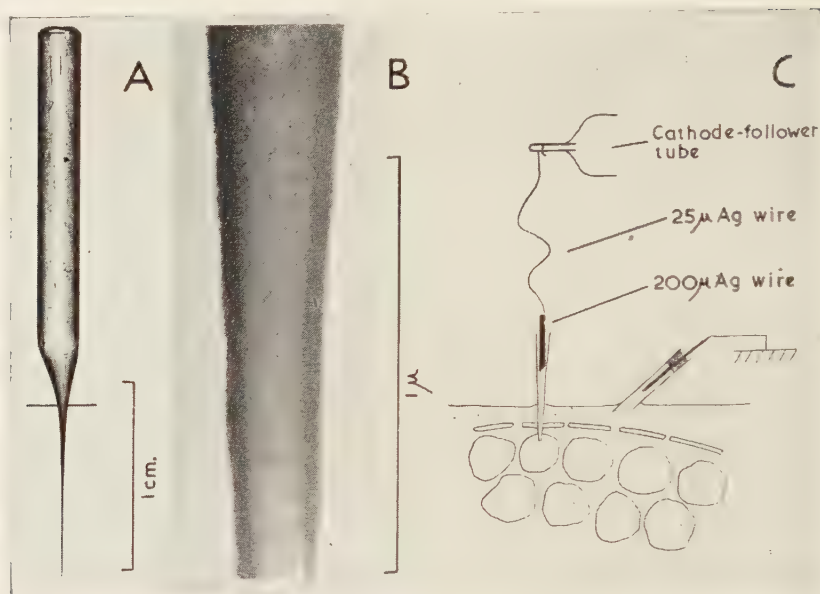 A
B
C
Cathode-follower
tube
25μ Ag wire
200μ Ag wire
1 cm.
1μ